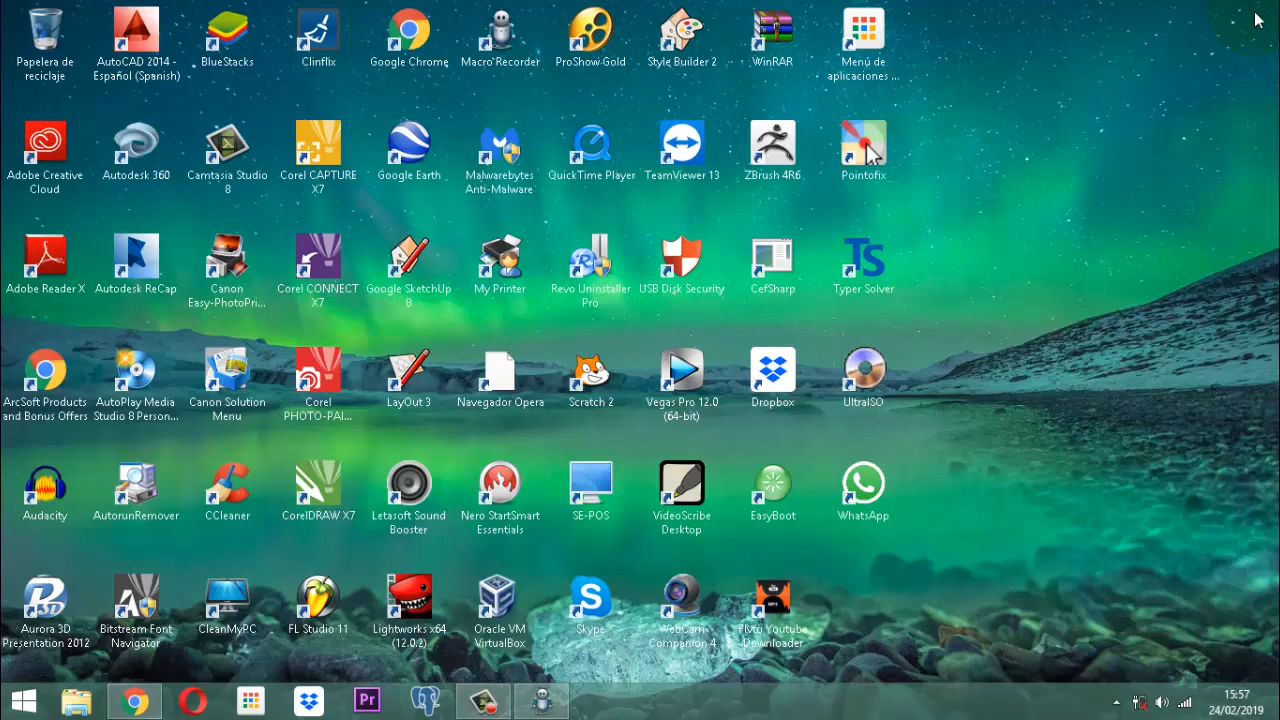 Papelera de
reciclaje
AutoCAD 2014 -
Español (Spanish)
BlueStacks
Clinflix
Google Chrome
Macro Recorder
ProShow Gold
Style Builder 2
WinRAR
Menú de
aplicaciones ...
Adobe Creative
Cloud
Autodesk 360
Camtasia Studio
8
Corel CAPTURE
X7
Google Earth
Malwarebytes
Anti-Malware
QuickTime Player
TeamViewer 13
ZBrush 4R6
Pointofix
Adobe Reader X
Autodesk ReCap
Canon
Easy-PhotoPri...
Corel CONNECT
X7
Google SketchUp
8
My Printer
Revo Uninstaller
Pro
USB Disk Security
CefSharp
TS
Typer Solver
ArcSoft Products
and Bonus Offers
AutoPlay Media
Studio 8 Person...
Canon Solution
Menu
Corel
PHOTO-PAI...
LayOut 3
Navegador Opera
Scratch 2
Vegas Pro 12.0
(64-bit)
Dropbox
UltraISO
Audacity
AutorunRemover
CCleaner
CorelDRAW X7
Letasoft Sound
Booster
Nero StartSmart
Essentials
SE-POS
VideoScribe
Desktop
EasyBoot
WhatsApp
Aurora 3D
Presentation 2012
Bitstream Font
Navigator
CleanMyPC
FL Studio 11
Lightworks x64
(12.0.2)
Oracle VM
VirtualBox
Skype
WebCam
Companion 4
Flvto Youtube
Downloader
Pr
15:57
24/02/2019